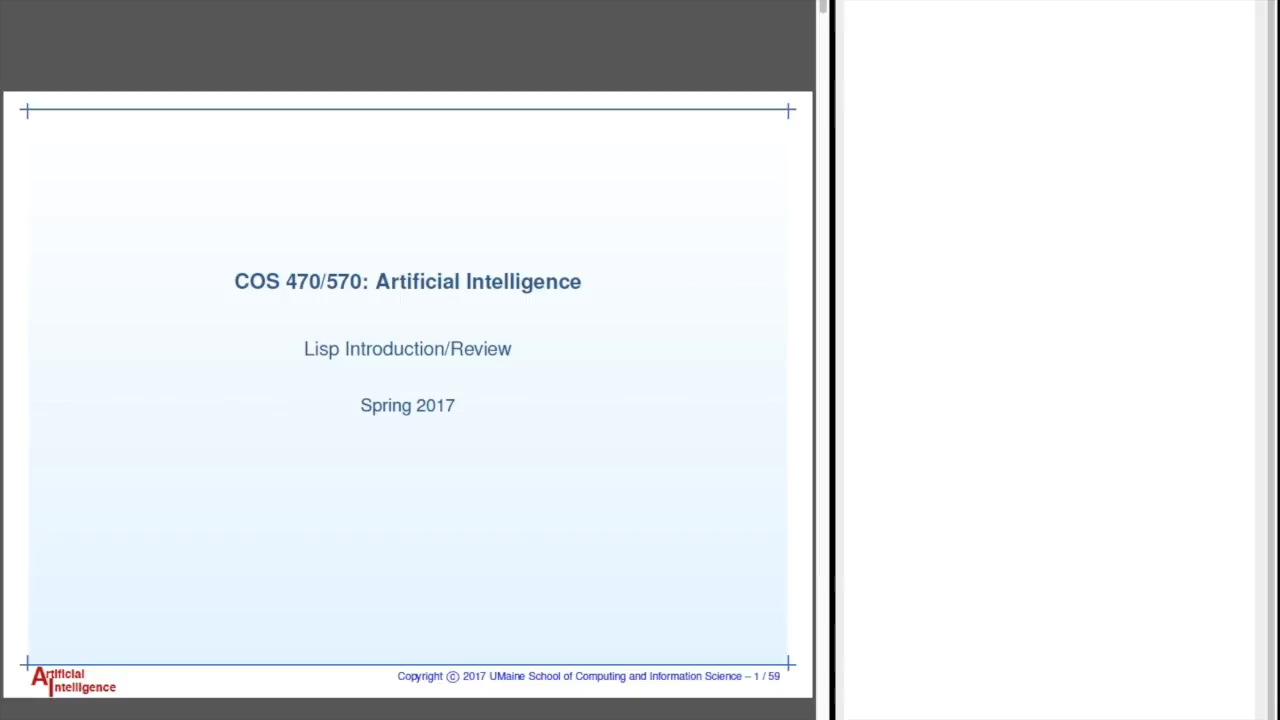 COS 470/570: Artificial Intelligence
Lisp Introduction/Review
Spring 2017
Artificial
Intelligence
Copyright © 2017 UMaine School of Computing and Information Science – 1 / 59